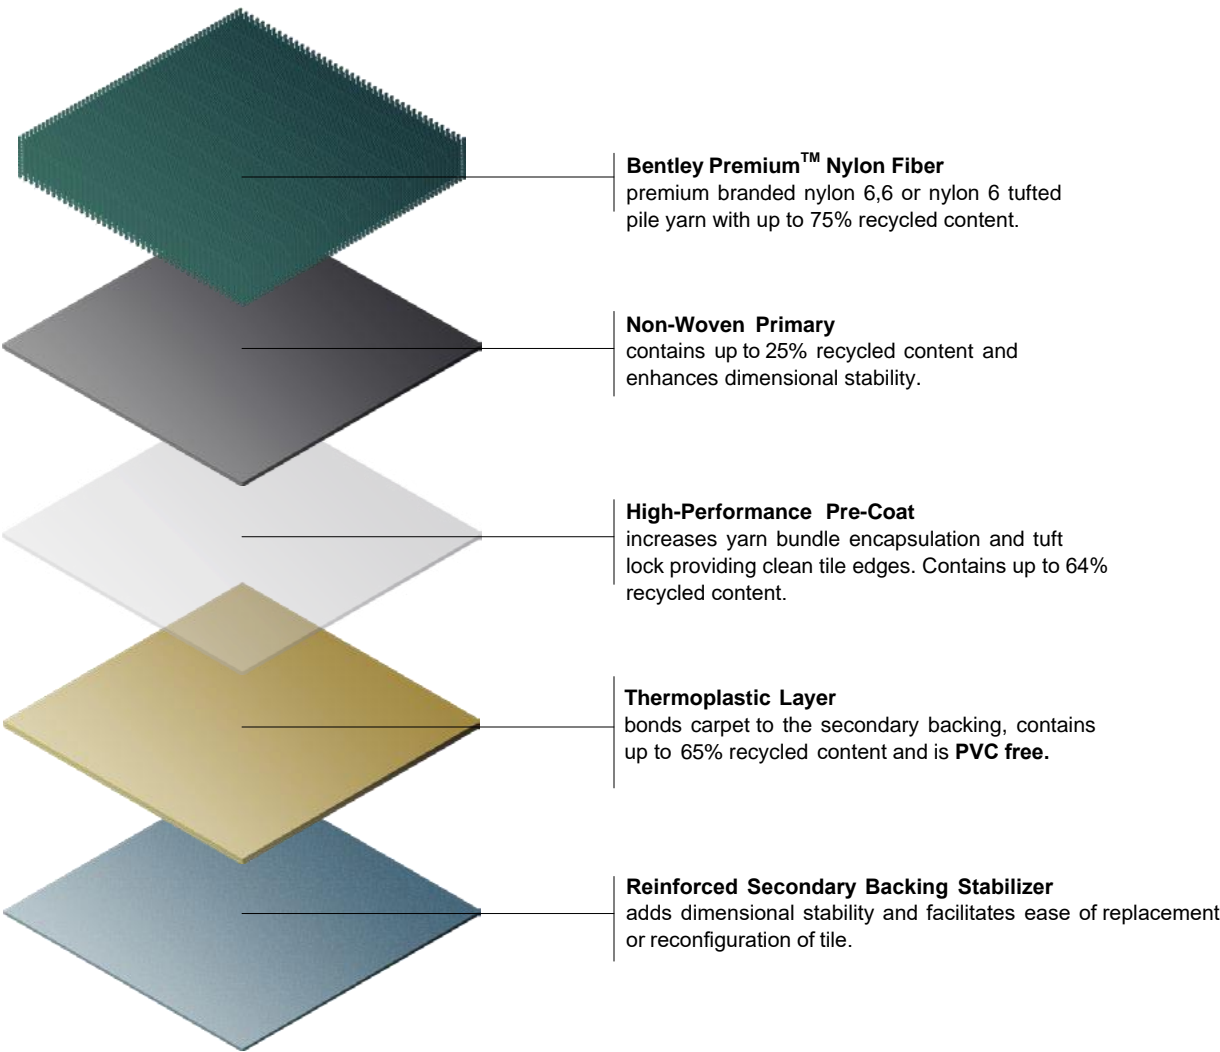 Bentley Premium™ Nylon Fiber
premium branded nylon 6,6 or nylon 6 tufted
pile yarn with up to 75% recycled content.
Non-Woven Primary
contains up to 25% recycled content and
enhances dimensional stability.
High-Performance Pre-Coat
increases yarn bundle encapsulation and tuft
lock providing clean tile edges. Contains up to 64%
recycled content.
Thermoplastic Layer
bonds carpet to the secondary backing, contains
up to 65% recycled content and is PVC free.
Reinforced Secondary Backing Stabilizer
adds dimensional stability and facilitates ease of replacement
or reconfiguration of tile.